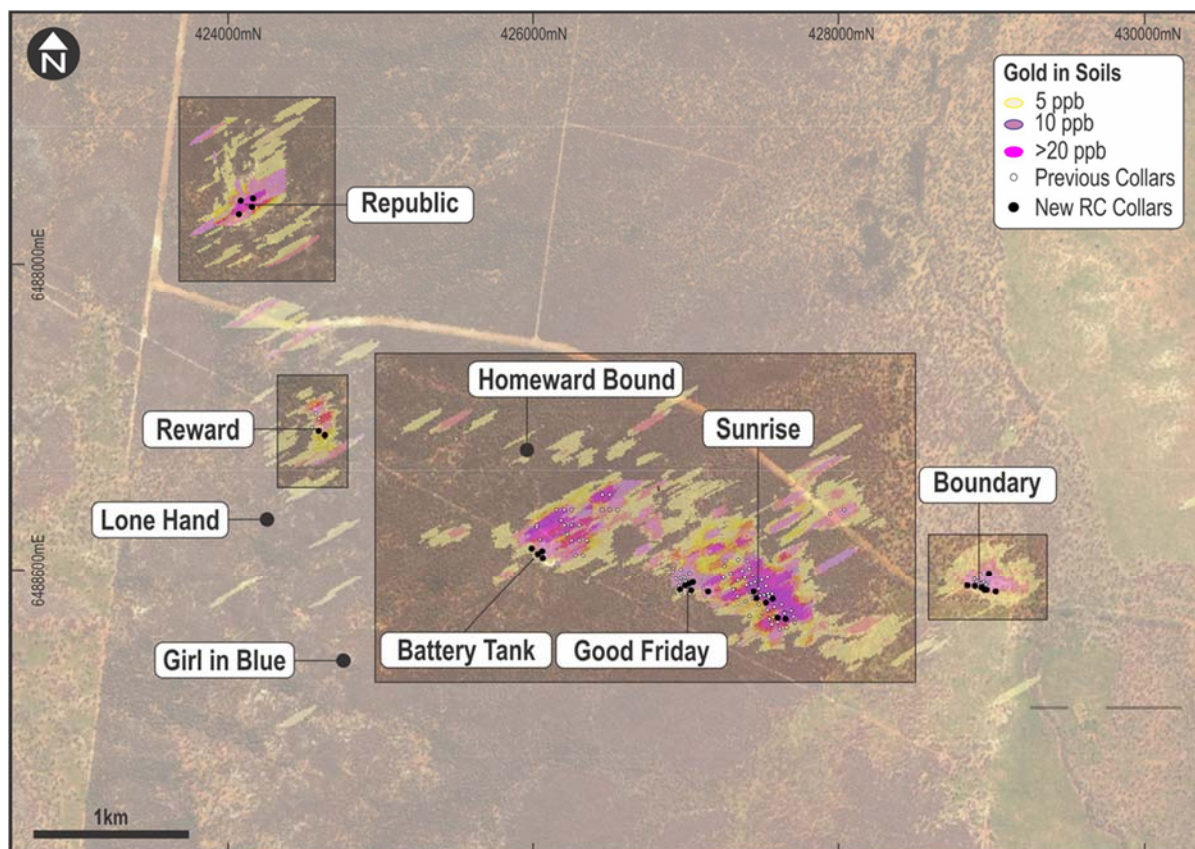 424000mN
426000mN
428000mN
430000mN
N
Gold in Soils
5 ppb
10 ppb
>20 ppb
Previous Collars
New RC Collars
Republic
6488000mE
Homeward Bound
Reward
Sunrise
Boundary
Lone Hand
6488600mE
Battery Tank
Good Friday
Girl in Blue
1km